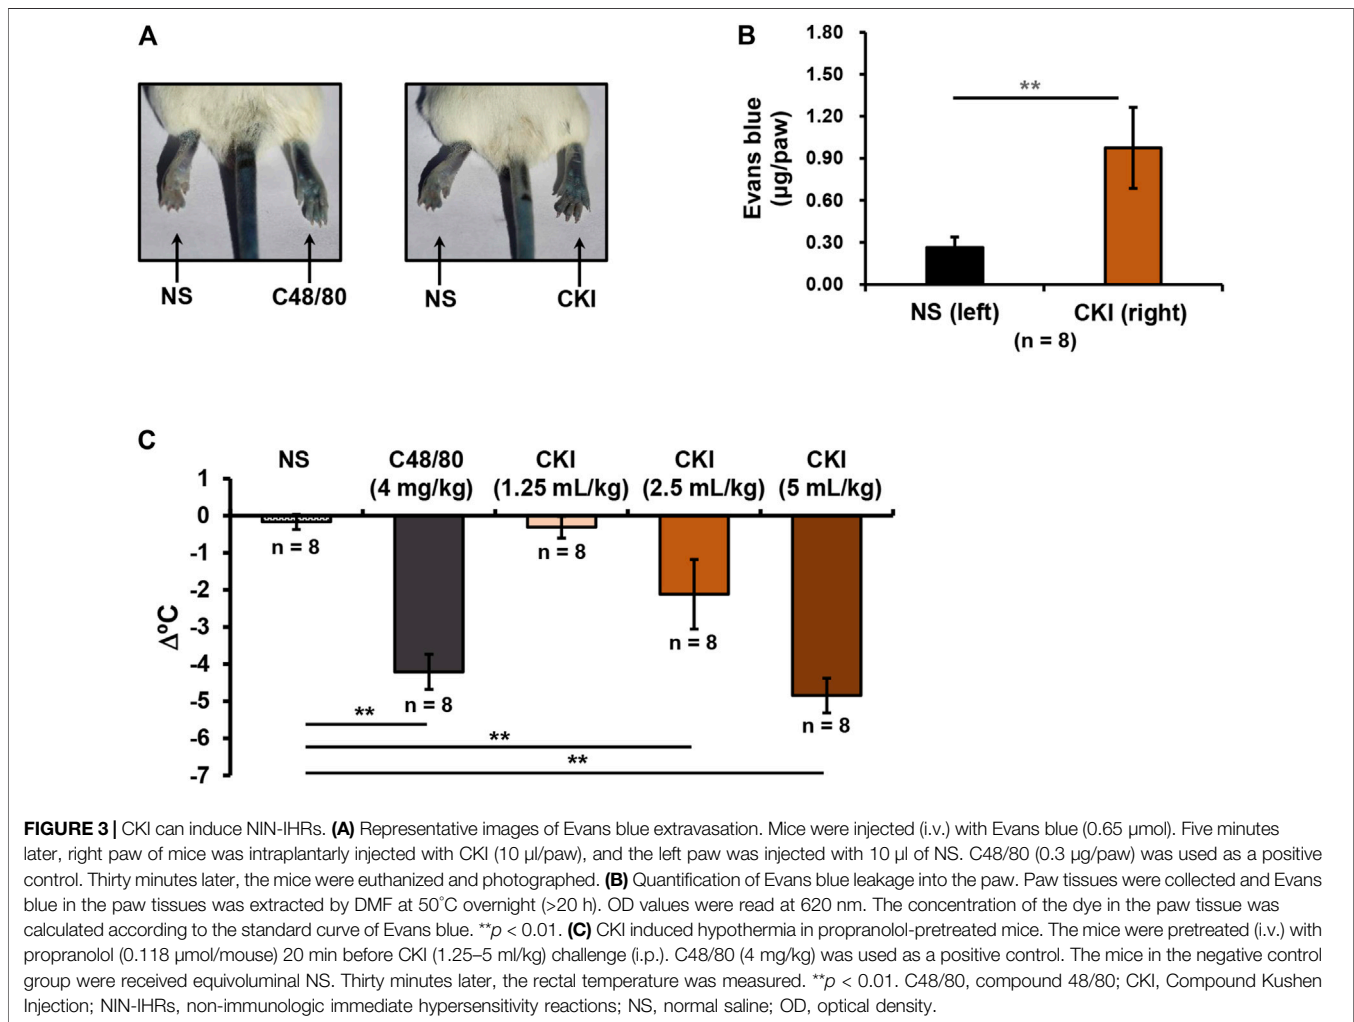 A
NS
C48/80
NS
CKI
B
1.80
1.50
1.20
0.90
0.60
0.30
0.00
Evans blue
(µg/paw)
**
NS (left)
CKI (right)
(n = 8)
C
NS
C48/80
(4 mg/kg)
CKI
(1.25 mL/kg)
CKI
(2.5 mL/kg)
CKI
(5 mL/kg)
1
0
-1
-2
-3
-4
-5
-6
-7
Δ°C
n = 8
n = 8
n = 8
n = 8
n = 8
**
**
**
FIGURE 3 | CKI can induce NIN-IHRs. (A) Representative images of Evans blue extravasation. Mice were injected (i.v.) with Evans blue (0.65 µmol). Five minutes
later, right paw of mice was intraplantarly injected with CKI (10 µl/paw), and the left paw was injected with 10 µl of NS. C48/80 (0.3 µg/paw) was used as a positive
control. Thirty minutes later, the mice were euthanized and photographed. (B) Quantification of Evans blue leakage into the paw. Paw tissues were collected and Evans
blue in the paw tissues was extracted by DMF at 50°C overnight (>20 h). OD values were read at 620 nm. The concentration of the dye in the paw tissue was
calculated according to the standard curve of Evans blue. **p < 0.01. (C) CKI induced hypothermia in propranolol-pretreated mice. The mice were pretreated (i.v.) with
propranolol (0.118 µmol/mouse) 20 min before CKI (1.25–5 ml/kg) challenge (i.p.). C48/80 (4 mg/kg) was used as a positive control. The mice in the negative control
group were received equivoluminal NS. Thirty minutes later, the rectal temperature was measured. **p < 0.01. C48/80, compound 48/80; CKI, Compound Kushen
Injection; NIN-IHRs, non-immunologic immediate hypersensitivity reactions; NS, normal saline; OD, optical density.